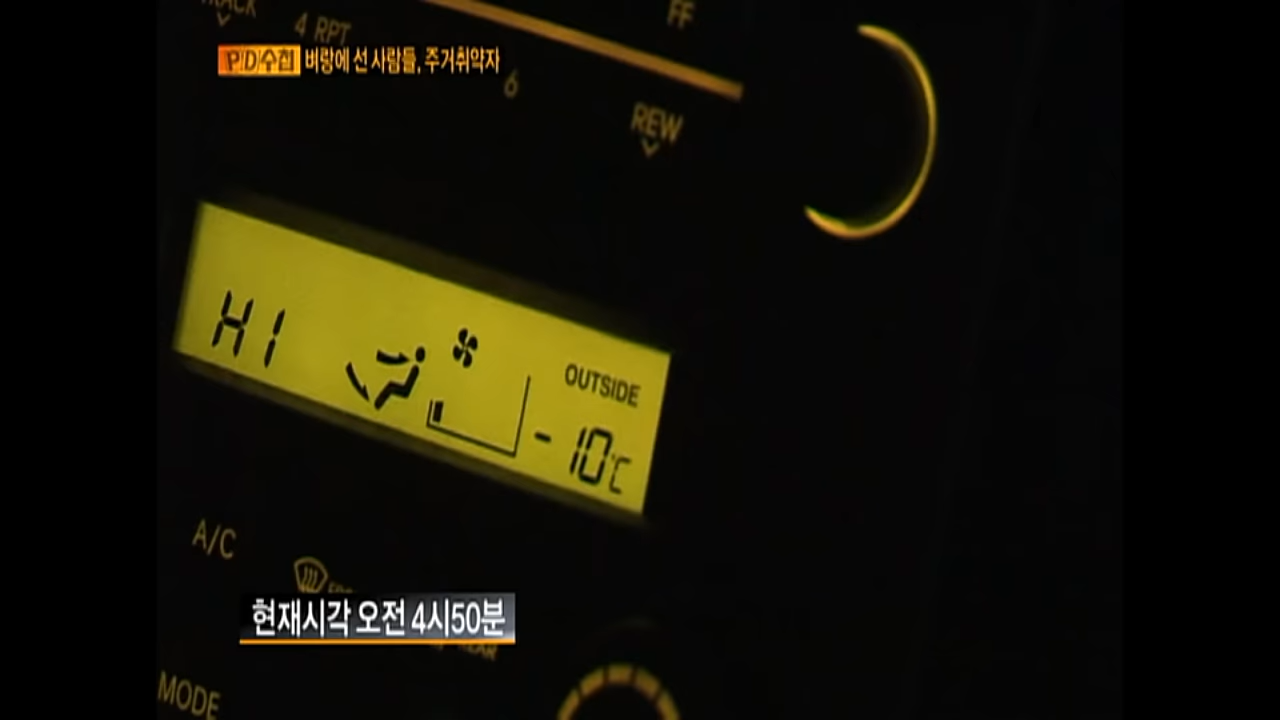 TRACK
4 RPT
FF
PD수첩 벼랑에 선 사람들, 주거취약자
6
REW
HI
OUTSIDE
-10℃
A/C
현재시각 오전 4시50분
MODE